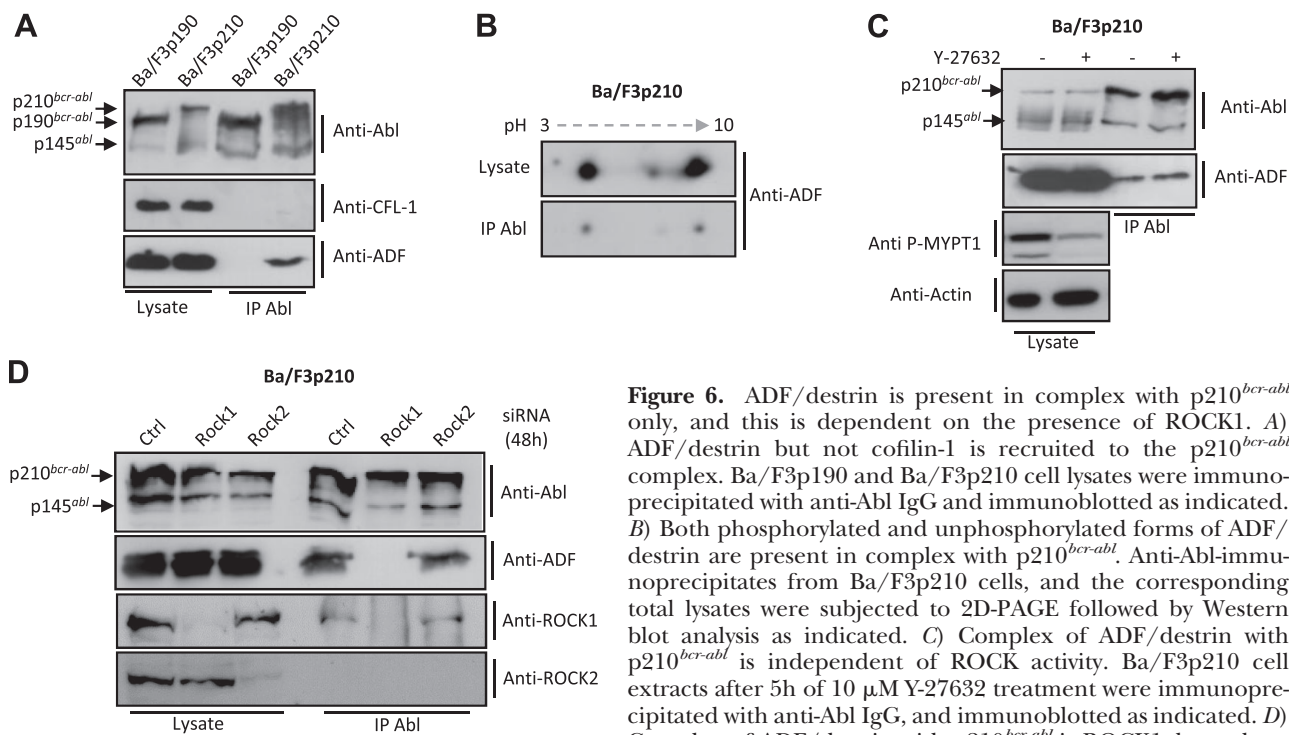 A
Ba/F3p190
Ba/F3p210
Ba/F3p190
Ba/F3p210
p210bcr-abl
p190bcr-abl
p145abl
Anti-Abl
Anti-CFL-1
Anti-ADF
Lysate
IP Abl
B
Ba/F3p210
pH 3 10
Lysate
IP Abl
Anti-ADF
C
Ba/F3p210
Y-27632 - + - +
p210bcr-abl
p145abl
Anti-Abl
Anti-ADF
IP Abl
Anti P-MYPT1
Anti-Actin
Lysate
D
Ba/F3p210
Ctrl Rock1 Rock2 Ctrl Rock1 Rock2
siRNA
(48h)
p210bcr-abl
p145abl
Anti-Abl
Anti-ADF
Anti-ROCK1
Anti-ROCK2
Lysate
IP Abl
Figure 6. ADF/destrin is present in complex with p210bcr-abl
only, and this is dependent on the presence of ROCK1. A)
ADF/destrin but not cofilin-1 is recruited to the p210bcr-abl
complex. Ba/F3p190 and Ba/F3p210 cell lysates were immuno-
precipitated with anti-Abl IgG and immunoblotted as indicated.
B) Both phosphorylated and unphosphorylated forms of ADF/
destrin are present in complex with p210bcr-abl. Anti-Abl-immu-
noprecipitates from Ba/F3p210 cells, and the corresponding
total lysates were subjected to 2D-PAGE followed by Western
blot analysis as indicated. C) Complex of ADF/destrin with
p210bcr-abl is independent of ROCK activity. Ba/F3p210 cell
extracts after 5h of 10 μM Y-27632 treatment were immunopre-
cipitated with anti-Abl IgG, and immunoblotted as indicated. D)